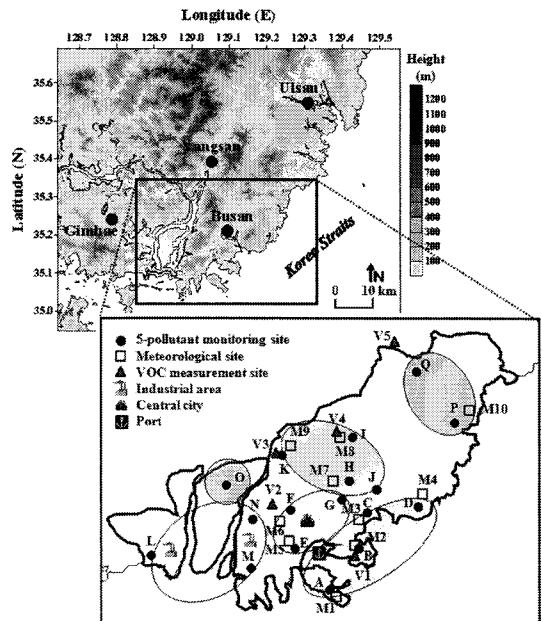 Longitude (E)
128.7 128.8 128.9 129.0 129.1 129.2 129.3 129.4 129.5
Height
(m)
1200
1100
1000
900
800
700
600
500
400
300
200
100
Latitude (N)
35.6
35.5
35.4
35.3
35.2
35.1
35.0
Ulsan
Yangsan
Busan
Gimhae
Korea Straits
N
0 10 km
5-pollutant monitoring site
Meteorological site
VOC measurement site
Industrial area
Central city
Port
V5
Q
P
M10
V4
I
M9
M8
V3
K
M7
H
J
M4
O
V2
F
G
M3
C
D
N
M6
M5
E
M2
B
L
M
A
V1
M1